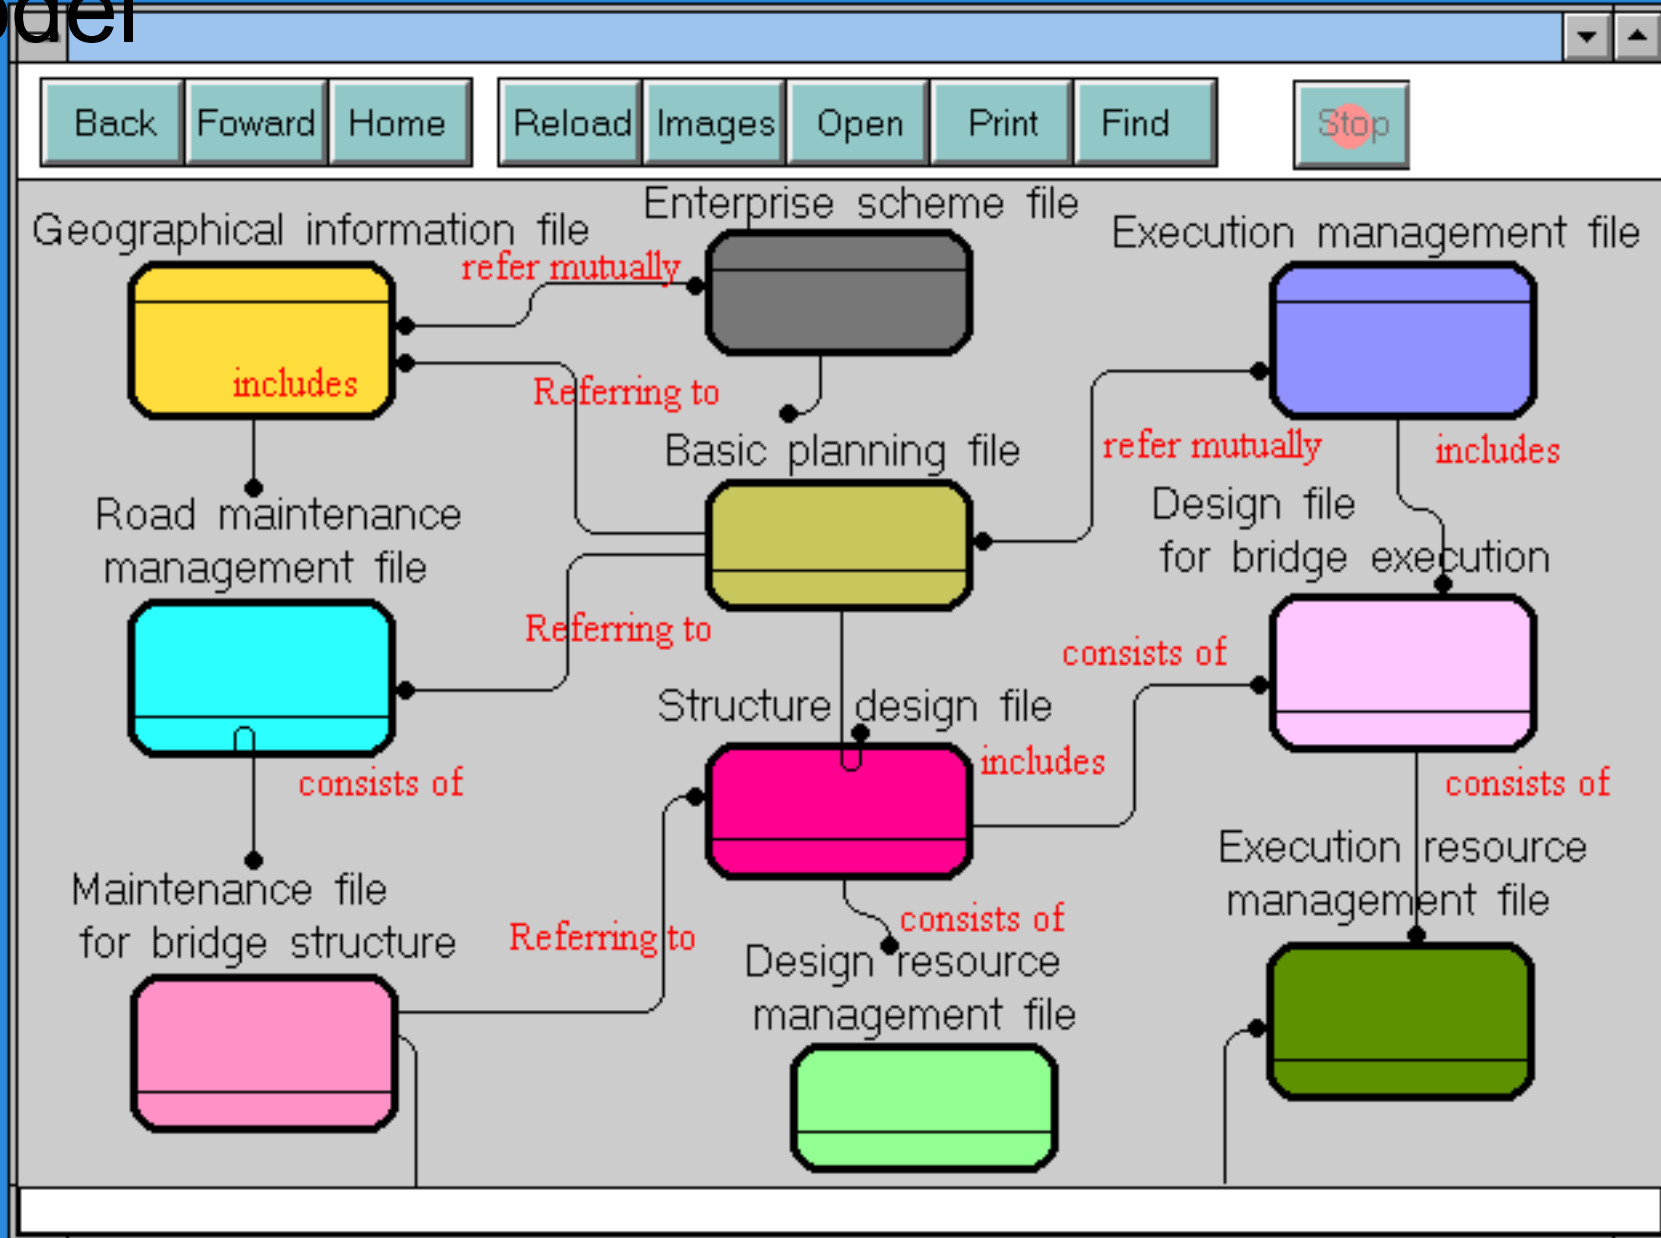 Back Foward Home Reload Images Open Print Find Stop
Enterprise scheme file
Geographical information file
Execution management file
refer mutually
includes
Referring to
Basic planning file
refer mutually
includes
Road maintenance
management file
Design file
for bridge execution
Referring to
consists of
Structure design file
includes
consists of
consists of
Execution resource
management file
Maintenance file
for bridge structure
Referring to
consists of
Design resource
management file